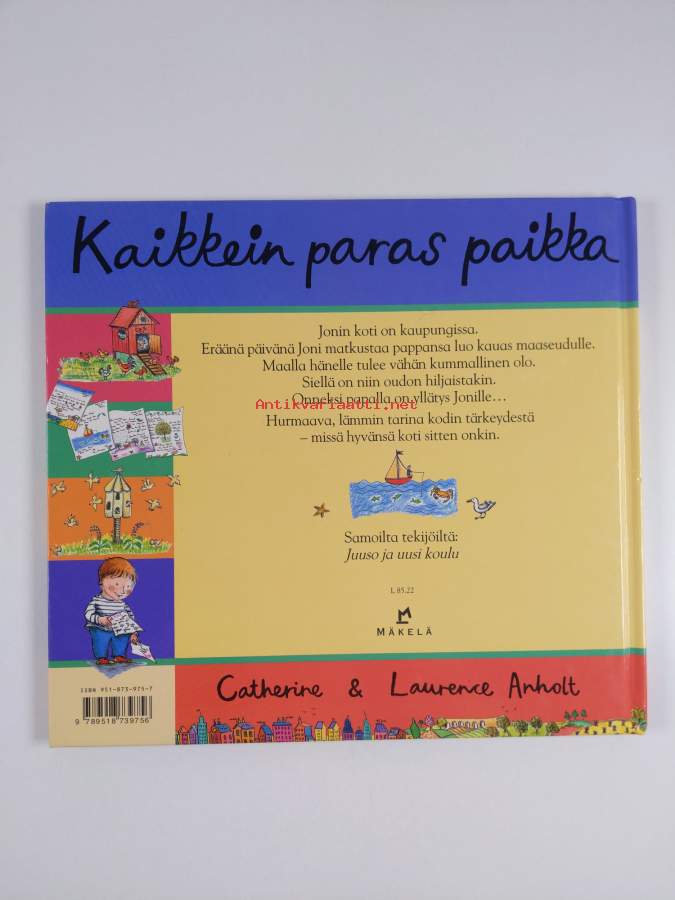 Kaikkein paras paikka
Jonin koti on kaupungissa.
Eräänä päivänä Joni matkustaa pappansa luo kauas maaseudulle.
Maalla hänelle tulee vähän kummallinen olo.
Siellä on niin oudon hiljaistakin.
Onneksi papalla on yllätys Jonille...
Antikvariaatti.net
Hurmaava, lämmin tarina kodin tärkeydestä
– missä hyvänsä koti sitten onkin.
Samoilta tekijöiltä:
Juuso ja uusi koulu
L 85.22
MÄKELÄ
ISBN 951-873-975-7
9 789518 739756
Catherine & Laurence Anholt